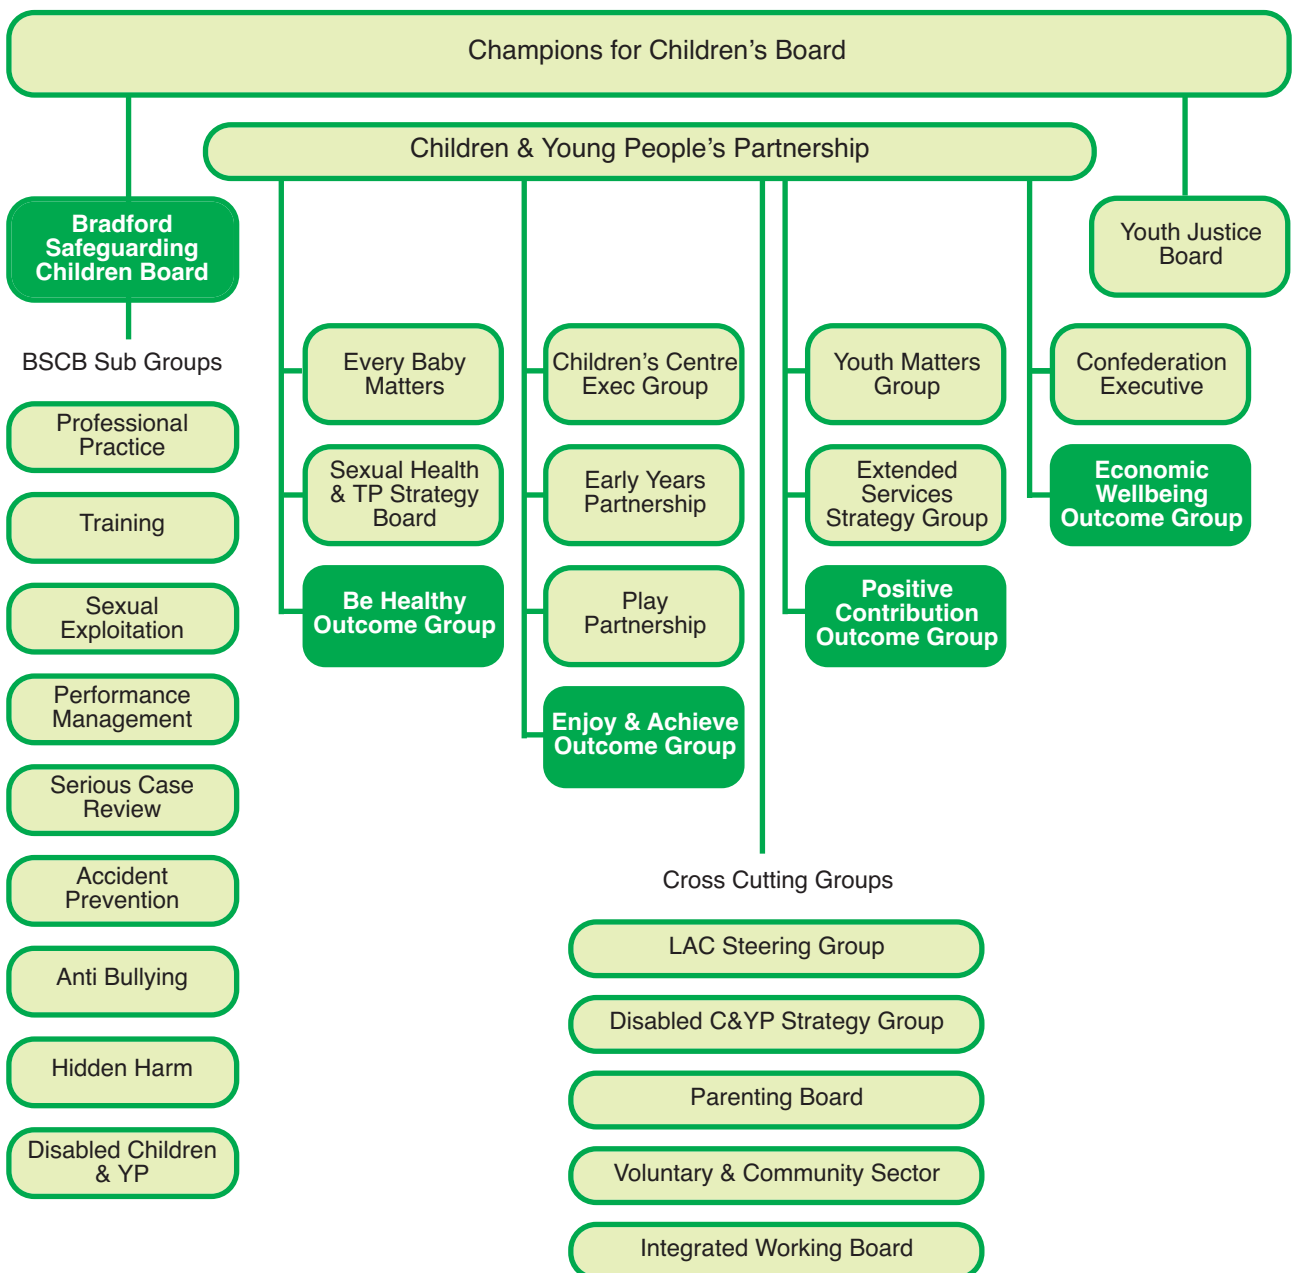 Champions for Children's Board
Children & Young People's Partnership
Bradford
Safeguarding
Children Board
Youth Justice
Board
BSCB Sub Groups
Professional
Practice
Training
Sexual
Exploitation
Performance
Management
Serious Case
Review
Accident
Prevention
Anti Bullying
Hidden Harm
Disabled Children
& YP
Every Baby
Matters
Sexual Health
& TP Strategy
Board
Be Healthy
Outcome Group
Children's Centre
Exec Group
Early Years
Partnership
Play
Partnership
Enjoy & Achieve
Outcome Group
Youth Matters
Group
Extended
Services
Strategy Group
Positive
Contribution
Outcome Group
Confederation
Executive
Economic
Wellbeing
Outcome Group
Cross Cutting Groups
LAC Steering Group
Disabled C&YP Strategy Group
Parenting Board
Voluntary & Community Sector
Integrated Working Board